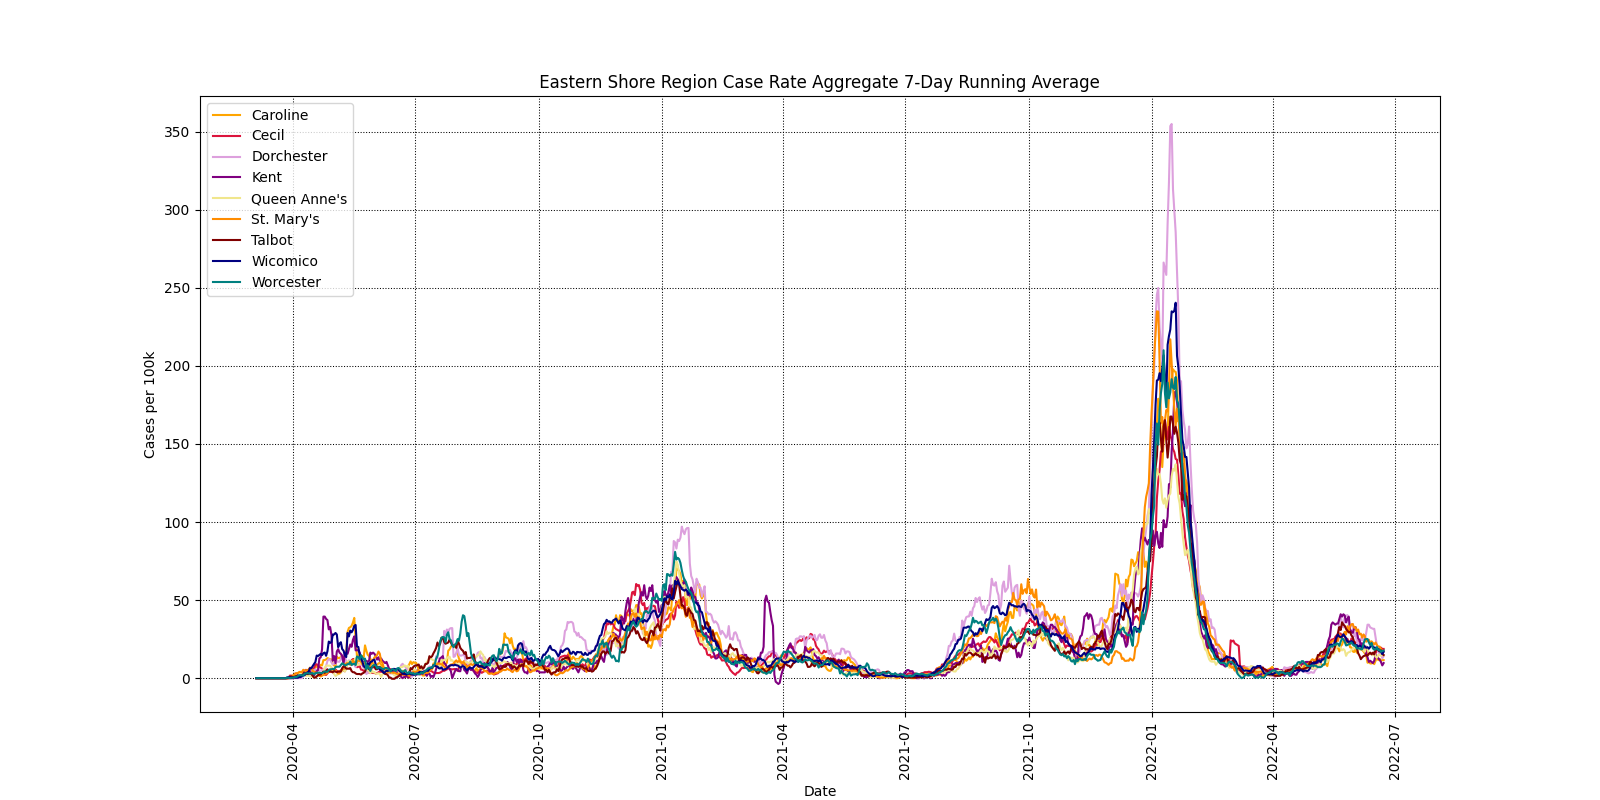 Eastern Shore Region Case Rate Aggregate 7-Day Running Average
Caroline
Cecil
Dorchester
Kent
Queen Anne's
St. Mary's
Talbot
Wicomico
Worcester
350
300
250
200
150
100
50
0
Cases per 100k
2020-04
2020-07
2020-10
2021-01
2021-04
2021-07
2021-10
2022-01
2022-04
2022-07
Date